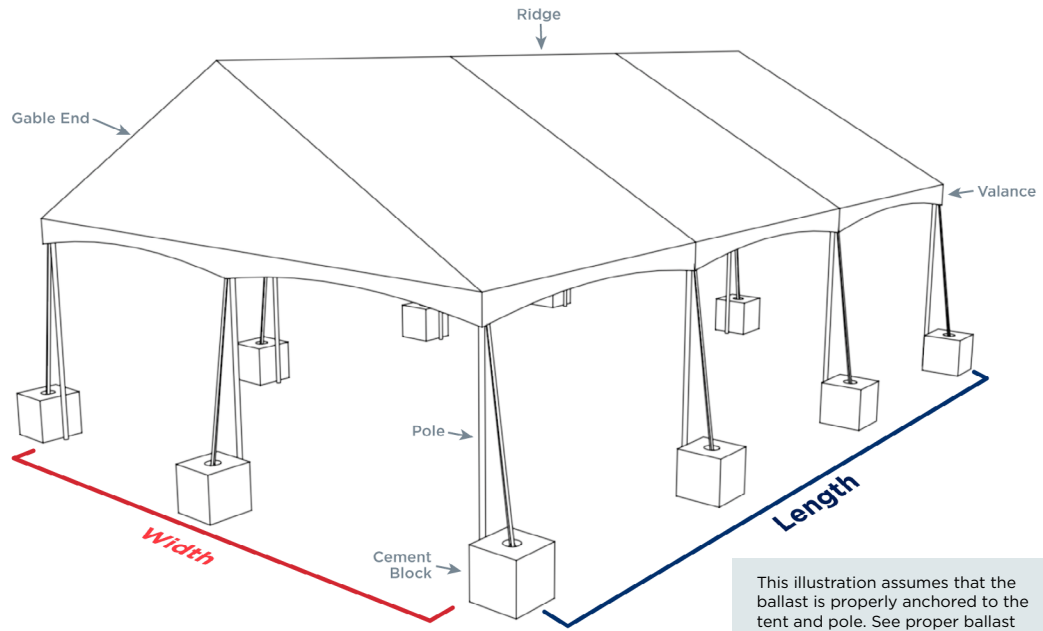 Ridge
Gable End
Valance
Pole
Width
Length
Cement
Block
This illustration assumes that the
ballast is properly anchored to the
tent and pole. See proper ballast